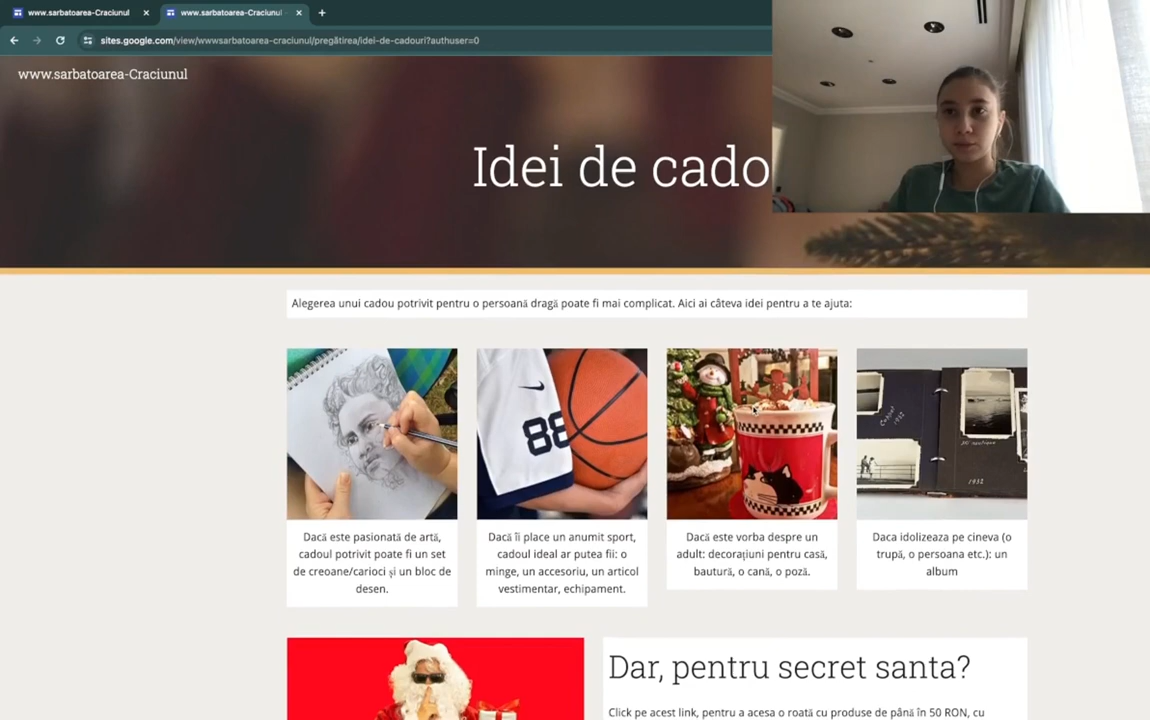 www.sarbatoarea-Craciunul
www.sarbatoarea-Craciunul
sites.google.com/view/wwwsarbatoarea-craciunul/pregătirea/idei-de-cadouri?authuser=0
www.sarbatoarea-Craciunul
Idei de cado
Alegerea unui cadou potrivit pentru o persoană dragă poate fi mai complicat. Aici ai câteva idei pentru a te ajuta:
88
1932
Dacă este pasionată de artă,
cadoul potrivit poate fi un set
de creoane/carioci și un bloc de
desen.
Dacă îi place un anumit sport,
cadoul ideal ar putea fii: o
minge, un accesoriu, un articol
vestimentar, echipament.
Dacă este vorba despre un
adult: decorațiuni pentru casă,
bautură, o cană, o poză.
Daca idolizeaza pe cineva (o
trupă, o persoana etc.): un
album
Dar, pentru secret santa?
Click pe acest link, pentru a acesa o roată cu produse de până în 50 RON, cu